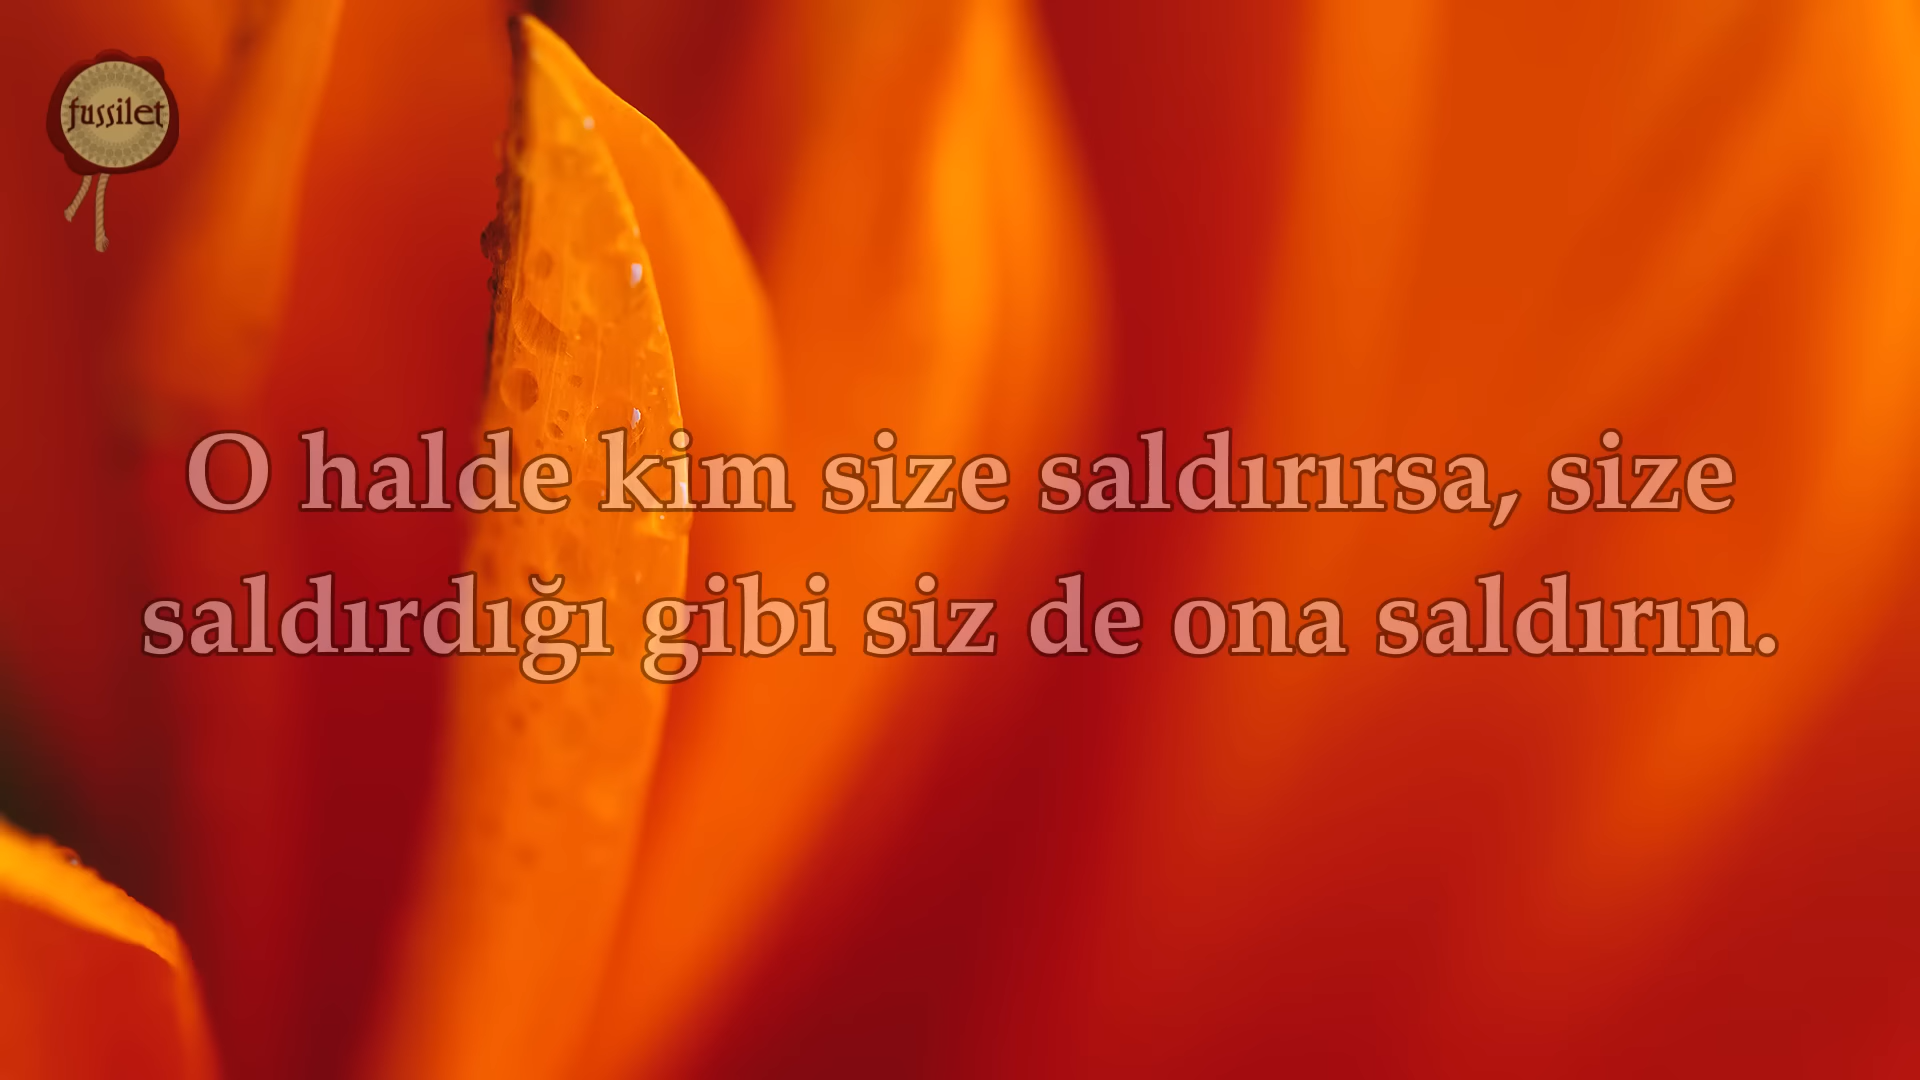 fussilet
O halde kim size saldırırsa, size
saldırdığı gibi siz de ona saldırın.